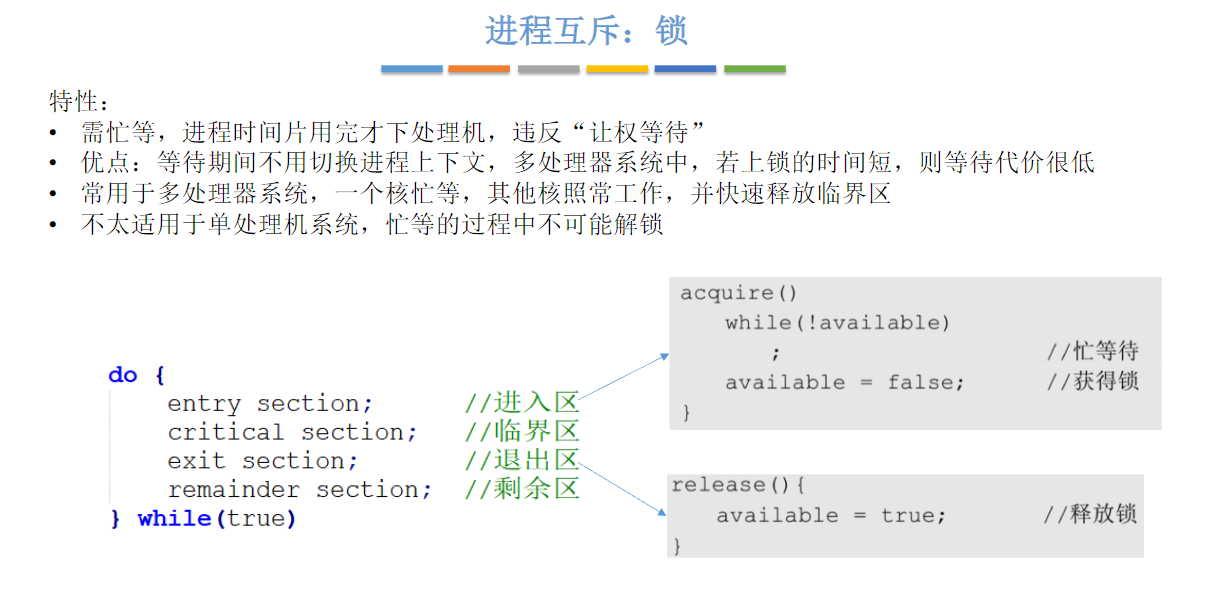 进程互斥：锁
特性：
• 需忙等，进程时间片用完才下处理机，违反“让权等待”
• 优点：等待期间不用切换进程上下文，多处理器系统中，若上锁的时间短，则等待代价很低
• 常用于多处理器系统，一个核忙等，其他核照常工作，并快速释放临界区
• 不太适用于单处理机系统，忙等的过程中不可能解锁
do {
entry section; //进入区
critical section; //临界区
exit section; //退出区
remainder section; //剩余区
} while(true)
acquire()
while(!available)
; //忙等待
available = false; //获得锁
}
release(){
available = true; //释放锁
}